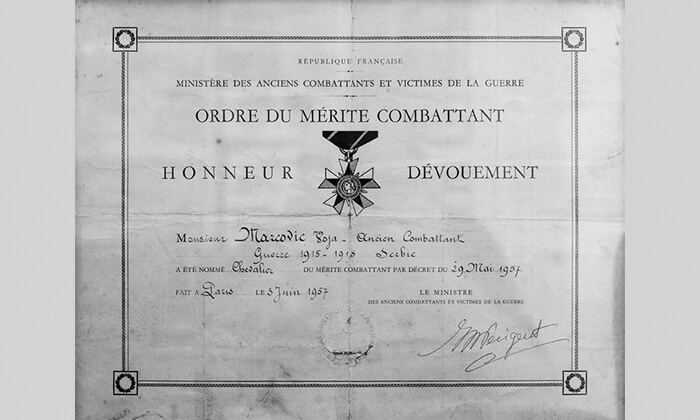 RÉPUBLIQUE FRANÇAISE
MINISTÈRE DES ANCIENS COMBATTANTS ET VICTIMES DE LA GUERRE
ORDRE DU MÉRITE COMBATTANT
HONNEUR DÉVOUEMENT
Monsieur Marcovic Voja - Ancien Combattant
Guerre 1915-1918 Serbie
A ÉTÉ NOMMÉ Chevalier DU MÉRITE COMBATTANT PAR DÉCRET DU 29 Mai 1957
FAIT A Paris LE 3 Juin 1957 LE MINISTRE
DES ANCIENS COMBATTANTS ET VICTIMES DE LA GUERRE